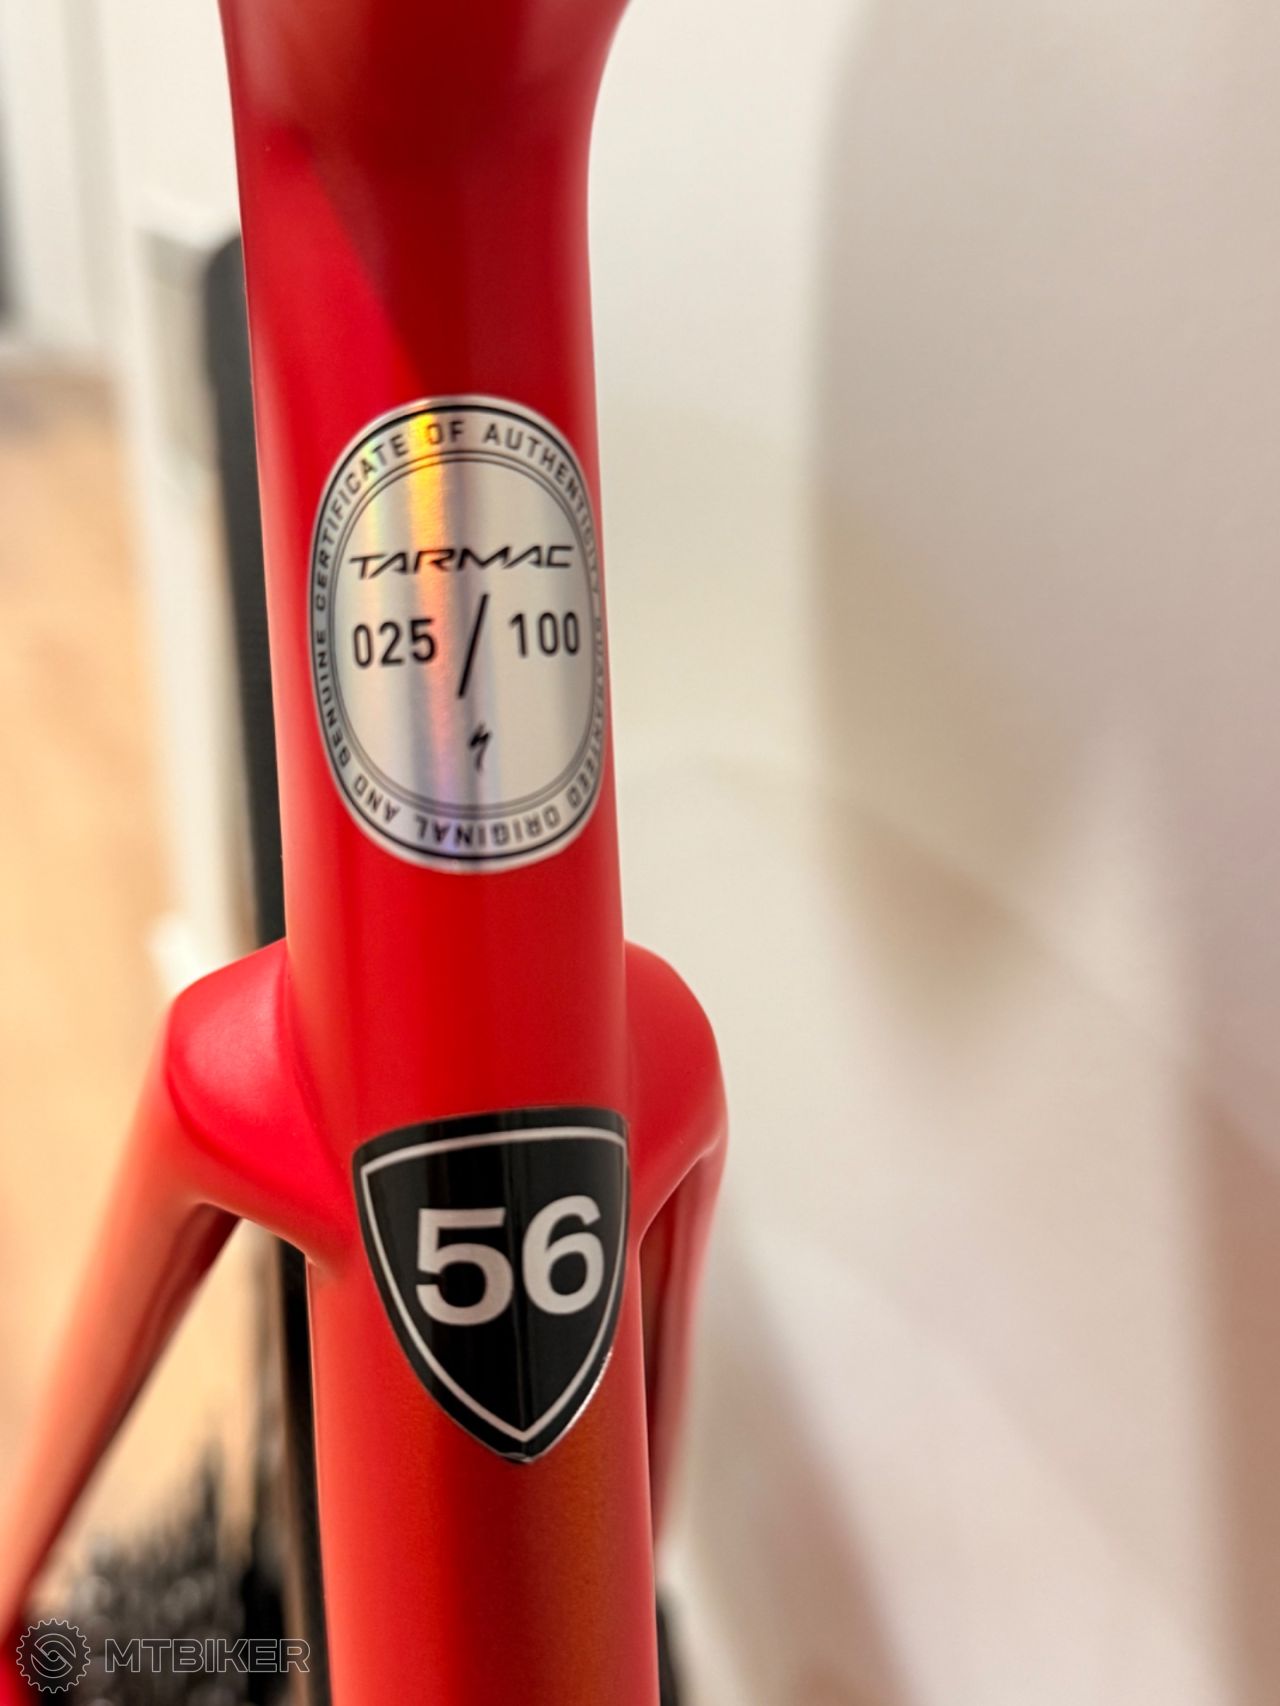 CERTIFICATE OF AUTHENTICITY GUARANTEED ORIGINAL AND GENUINE
TARMAC
025/100
56
MTBIKER